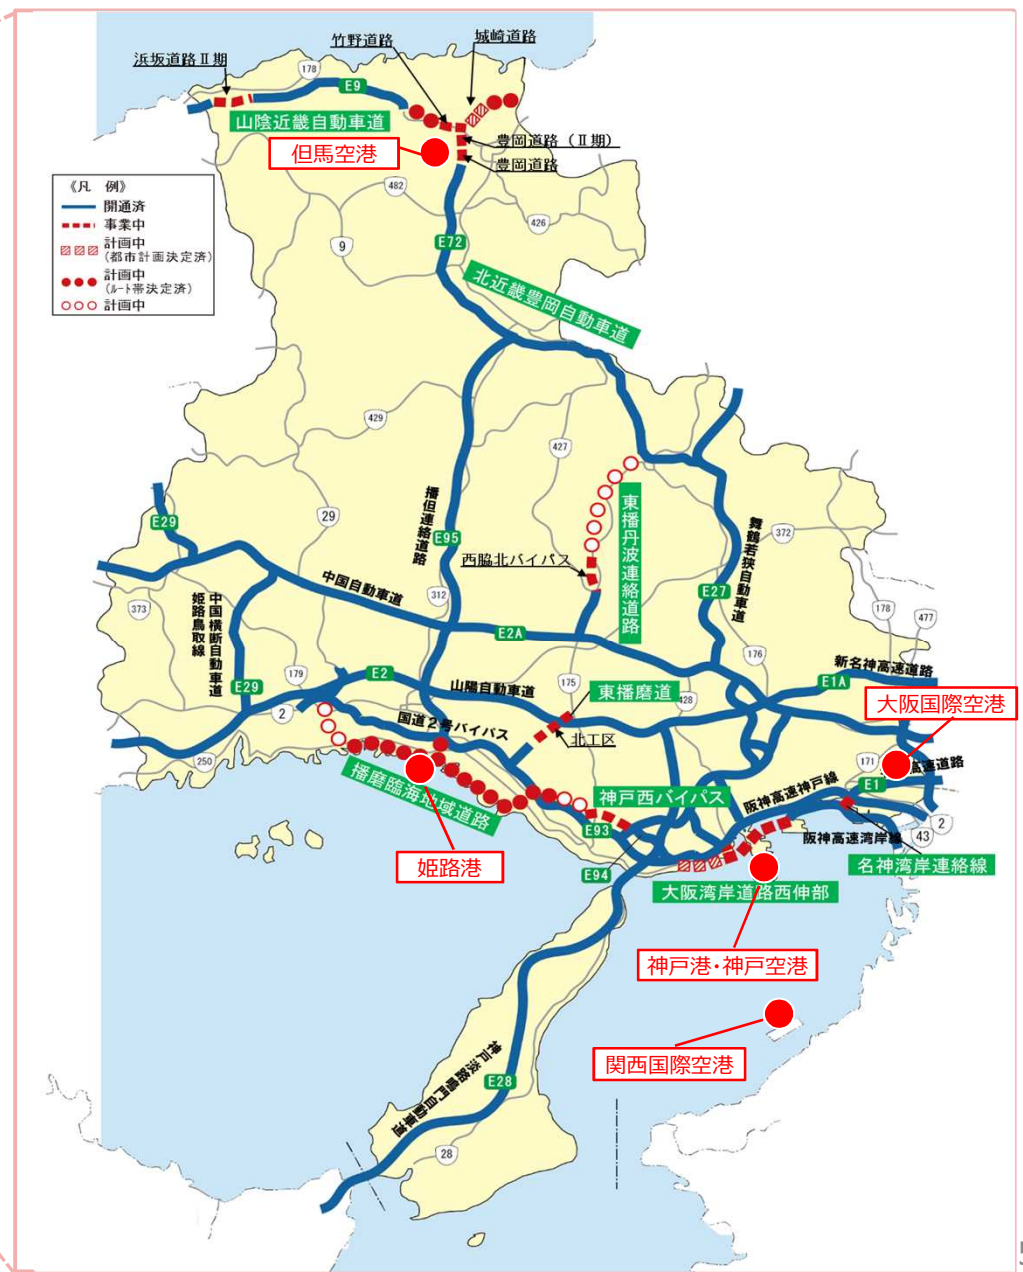 竹野道路
城崎道路
浜坂道路Ⅱ期
178
E9
山陰近畿自動車道
但馬空港
豊岡道路（Ⅱ期）
豊岡道路
《凡　例》
開通済
事業中
計画中
(都市計画決定済)
計画中
(ﾙｰﾄ帯決定済)
計画中
482
426
9
E72
北近畿豊岡自動車道
429
427
播但連絡道路
東播丹波連絡道路
舞鶴若狭自動車道
E29
29
E95
372
西脇北バイパス
中国自動車道
312
E27
373
中国横断自動車道
姫路鳥取線
178
477
E2A
176
新名神高速道路
179
E2
山陽自動車道
175
東播磨道
E1A
E29
428
大阪国際空港
2
国道２号バイパス
北工区
250
171
高速道路
播磨臨海地域道路
神戸西バイパス
阪神高速神戸線
E1
E93
阪神高速湾岸線
2
43
姫路港
E94
大阪湾岸道路西伸部
名神湾岸連絡線
神戸港・神戸空港
関西国際空港
神戸淡路鳴門自動車道
E28
28